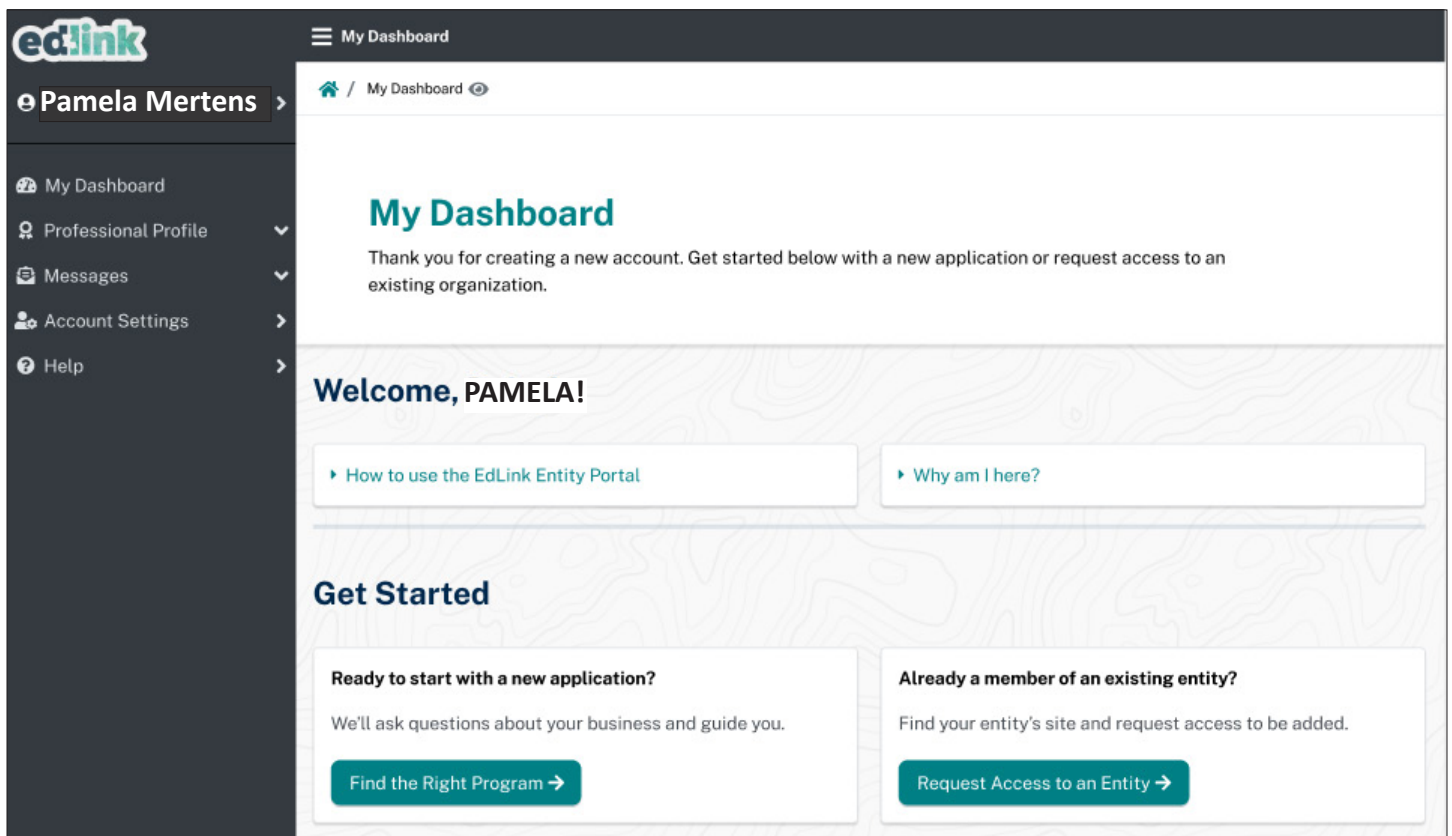 edlink
My Dashboard
Pamela Mertens
/ My Dashboard
My Dashboard
Professional Profile
Messages
Account Settings
Help
My Dashboard
Thank you for creating a new account. Get started below with a new application or request access to an
existing organization.
Welcome, PAMELA!
How to use the EdLink Entity Portal
Why am I here?
Get Started
Ready to start with a new application?
We'll ask questions about your business and guide you.
Find the Right Program →
Already a member of an existing entity?
Find your entity's site and request access to be added.
Request Access to an Entity →